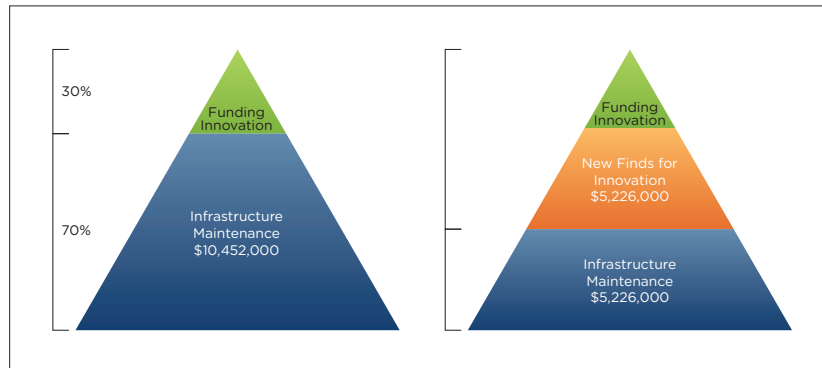 30%
Funding
Innovation
70%
Infrastructure
Maintenance
$10,452,000
Funding
Innovation
New Finds for
Innovation
$5,226,000
Infrastructure
Maintenance
$5,226,000